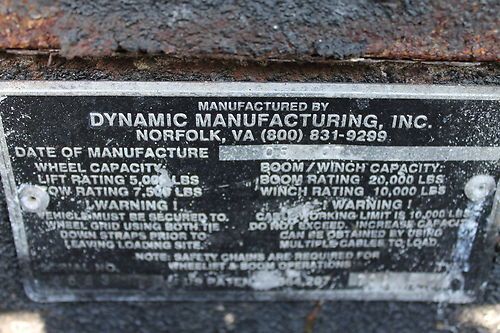 MANUFACTURED BY
DYNAMIC MANUFACTURING, INC.
NORFOLK, VA (800) 831-9299
DATE OF MANUFACTURE
WHEEL CAPACITY: BOOM/WINCH CAPACITY:
LIFT RATING 5,000 LBS BOOM RATING 20,000 LBS
TOW RATING 7,500 LBS WINCH RATING 10,000 LBS
! WARNING ! ! WARNING !
VEHICLE MUST BE SECURED TO CABLE WORKING LIMIT IS 10,000 LBS
WHEEL GRID USING BOTH TIE DO NOT EXCEED. INCREASE CAPACITY
DOWN STRAPS PRIOR TO CAN BE OBTAINED BY USING
LEAVING LOADING SITE. MULTIPLE CABLES TO LOAD.
NOTE: SAFETY CHAINS ARE REQUIRED FOR
WHEELLIFT & BOOM OPERATIONS
NO. US PATENT